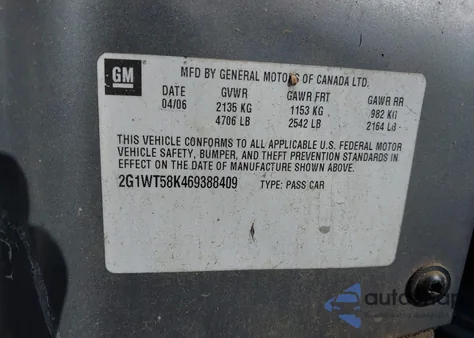 GM
MFD BY GENERAL MOTORS OF CANADA LTD.
DATE GVWR GAWR FRT GAWR RR
04/06 2135 KG 1153 KG 982 KG
4706 LB 2542 LB 2164 LB
THIS VEHICLE CONFORMS TO ALL APPLICABLE U.S. FEDERAL MOTOR
VEHICLE SAFETY, BUMPER, AND THEFT PREVENTION STANDARDS IN
EFFECT ON THE DATE OF MANUFACTURE SHOWN ABOVE.
2G1WT58K469388409 TYPE: PASS CAR